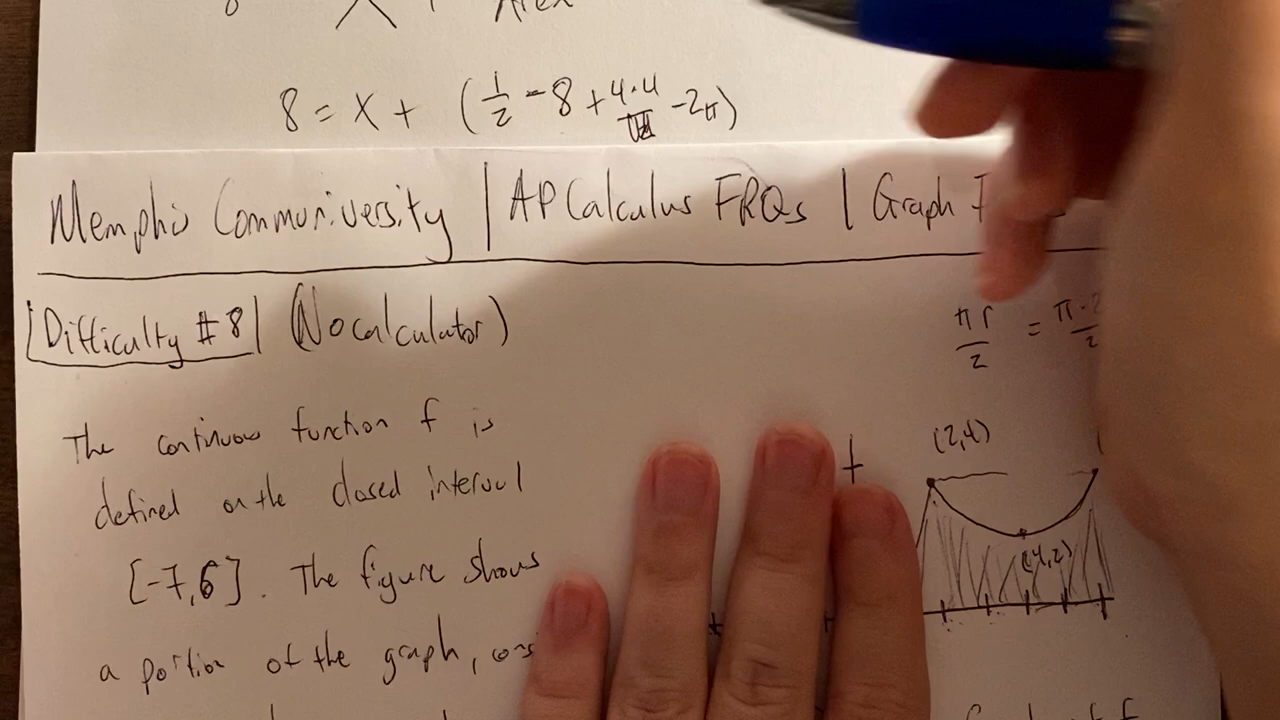 8 = x + (1/2 - 8 + 4·4 - 2π)
Memphis Communiversity | AP Calculus FRQs | Graph
Difficulty #8 (No calculator)
πr/2 = π·2/2
The continuous function f is
defined on the closed interval
[-7,6]. The figure shows
a portion of the graph,
(2,4)
(4,2)